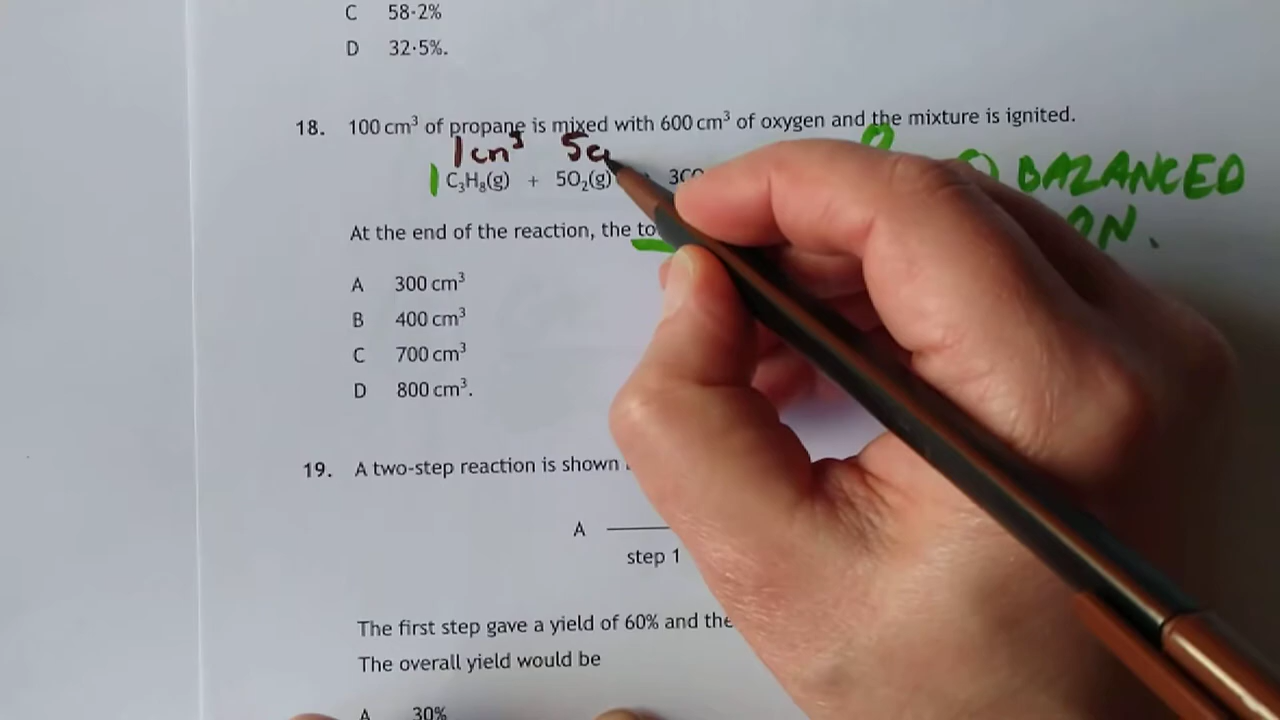 C 58·2%
D 32·5%.
18. 100 cm³ of propane is mixed with 600 cm³ of oxygen and the mixture is ignited.
1cm³ 5c
1 C₃H₈(g) + 5O₂(g)
BALANCED
At the end of the reaction, the
A 300 cm³
B 400 cm³
C 700 cm³
D 800 cm³.
19. A two-step reaction is shown
A
step 1
The first step gave a yield of 60% and the
The overall yield would be
A 30%